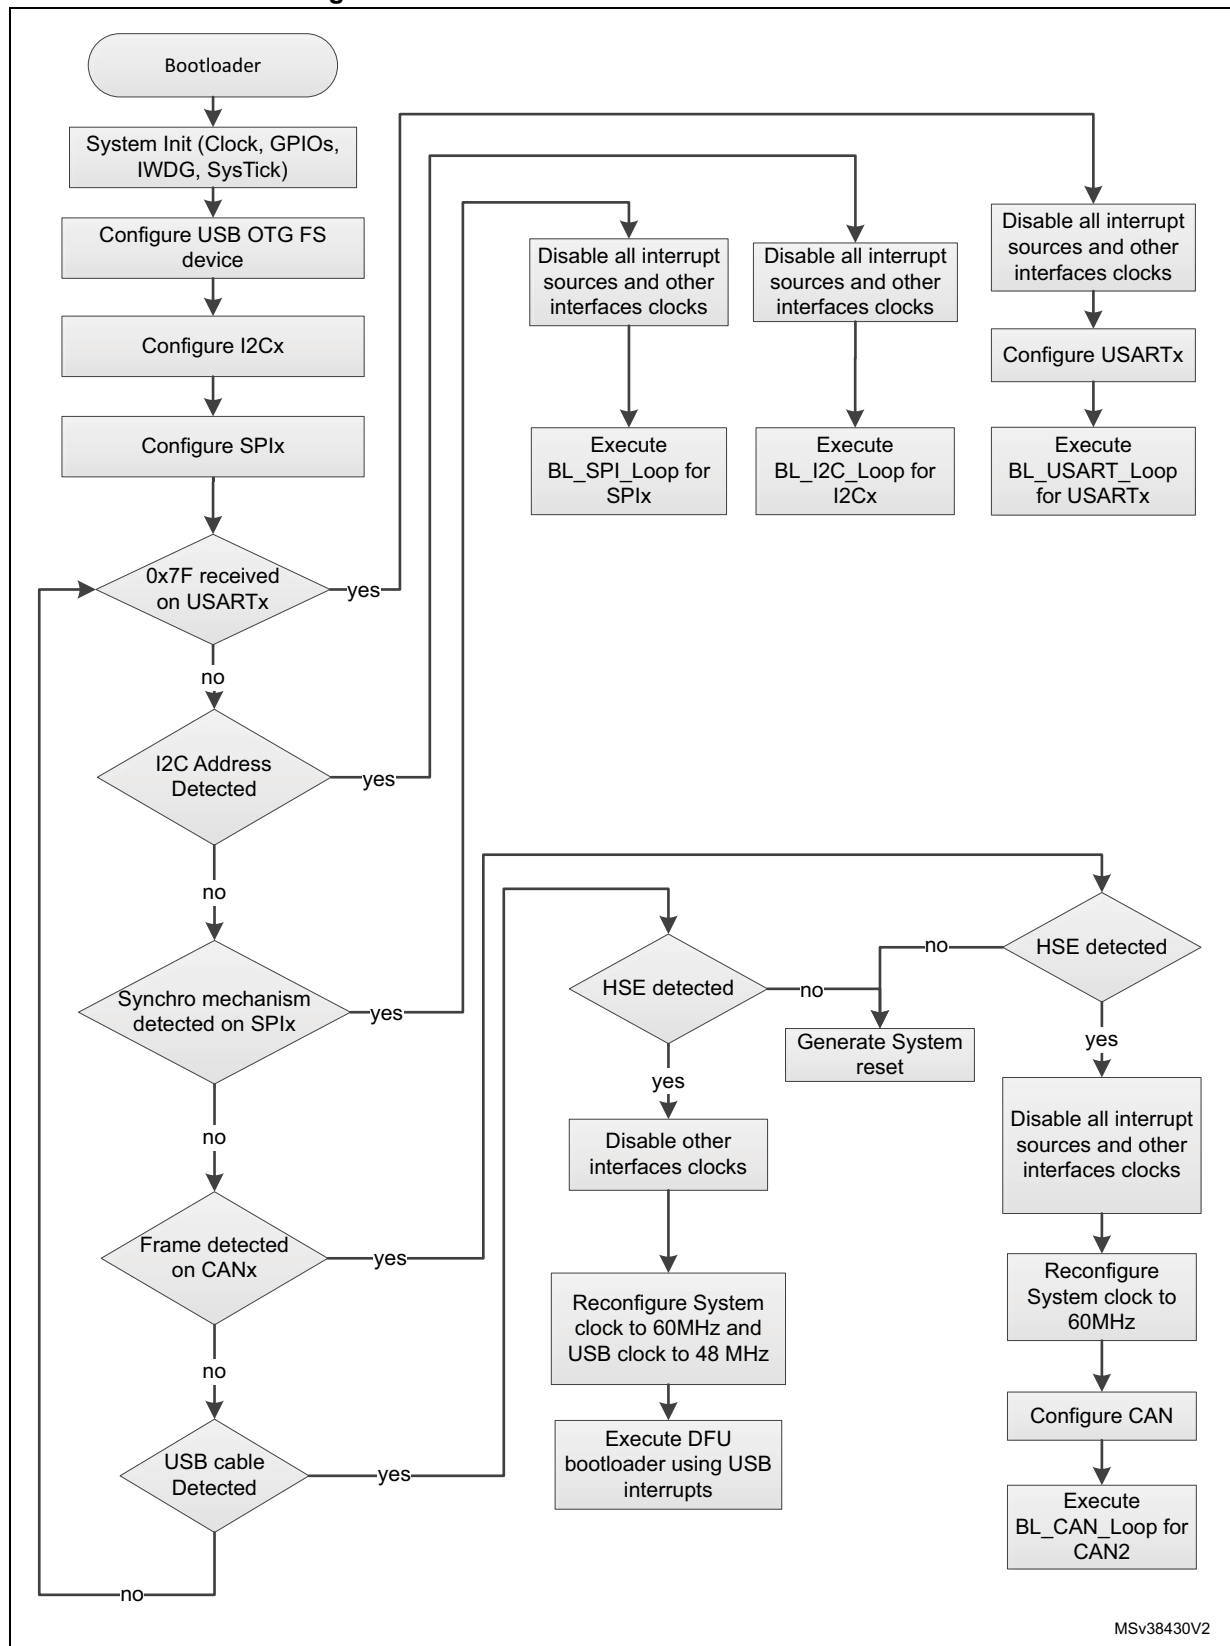 Bootloader
System Init (Clock, GPIOs,
IWDG, SysTick)
Configure USB OTG FS
device
Configure I2Cx
Configure SPIx
0x7F received
on USARTx
yes
no
I2C Address
Detected
yes
no
Synchro mechanism
detected on SPIx
yes
no
Frame detected
on CANx
yes
no
USB cable
Detected
yes
no
Disable all interrupt
sources and other
interfaces clocks
Execute
BL_SPI_Loop for
SPIx
Disable all interrupt
sources and other
interfaces clocks
Execute
BL_I2C_Loop for
I2Cx
Disable all interrupt
sources and other
interfaces clocks
Configure USARTx
Execute
BL_USART_Loop
for USARTx
HSE detected
no
yes
Generate System
reset
Disable other
interfaces clocks
Reconfigure System
clock to 60MHz and
USB clock to 48 MHz
Execute DFU
bootloader using USB
interrupts
HSE detected
no
yes
Disable all interrupt
sources and other
interfaces clocks
Reconfigure
System clock to
60MHz
Configure CAN
Execute
BL_CAN_Loop for
CAN2
MSv38430V2